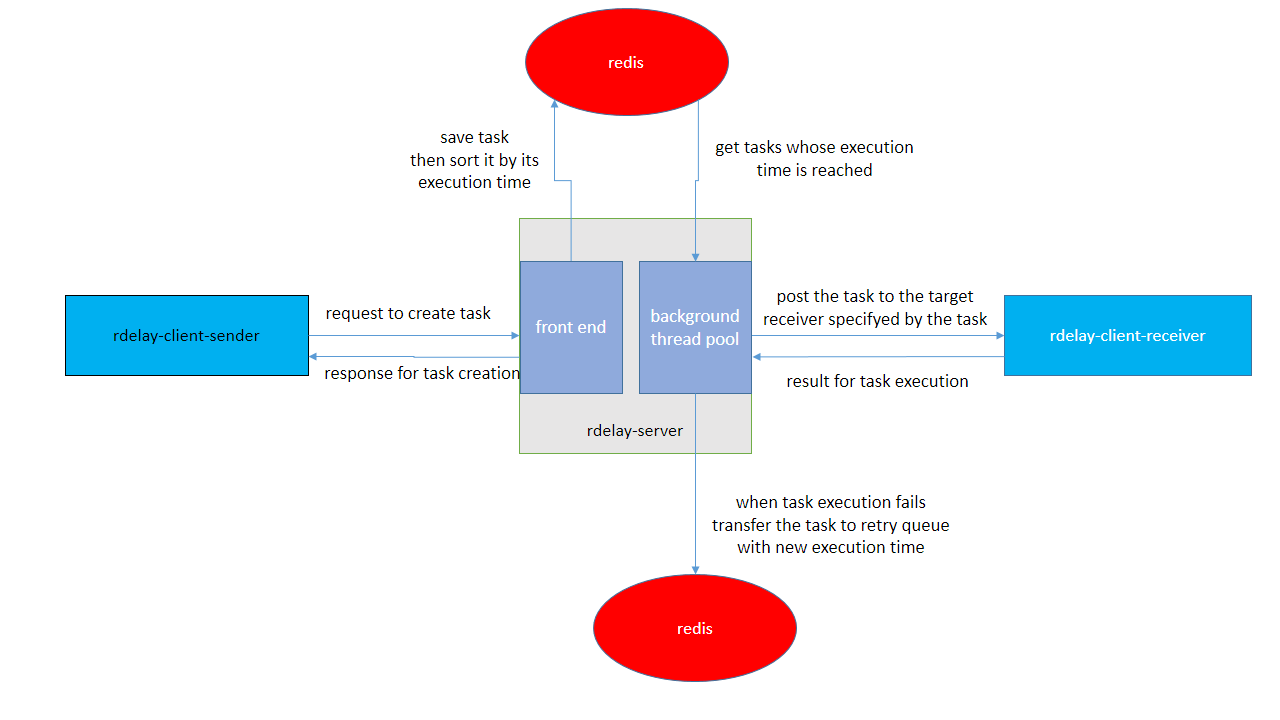 redis
save task
then sort it by its
execution time
get tasks whose execution
time is reached
rdelay-client-sender
request to create task
response for task creation
front end
background
thread pool
rdelay-server
post the task to the target
receiver specifyed by the task
result for task execution
rdelay-client-receiver
when task execution fails
transfer the task to retry queue
with new execution time
redis